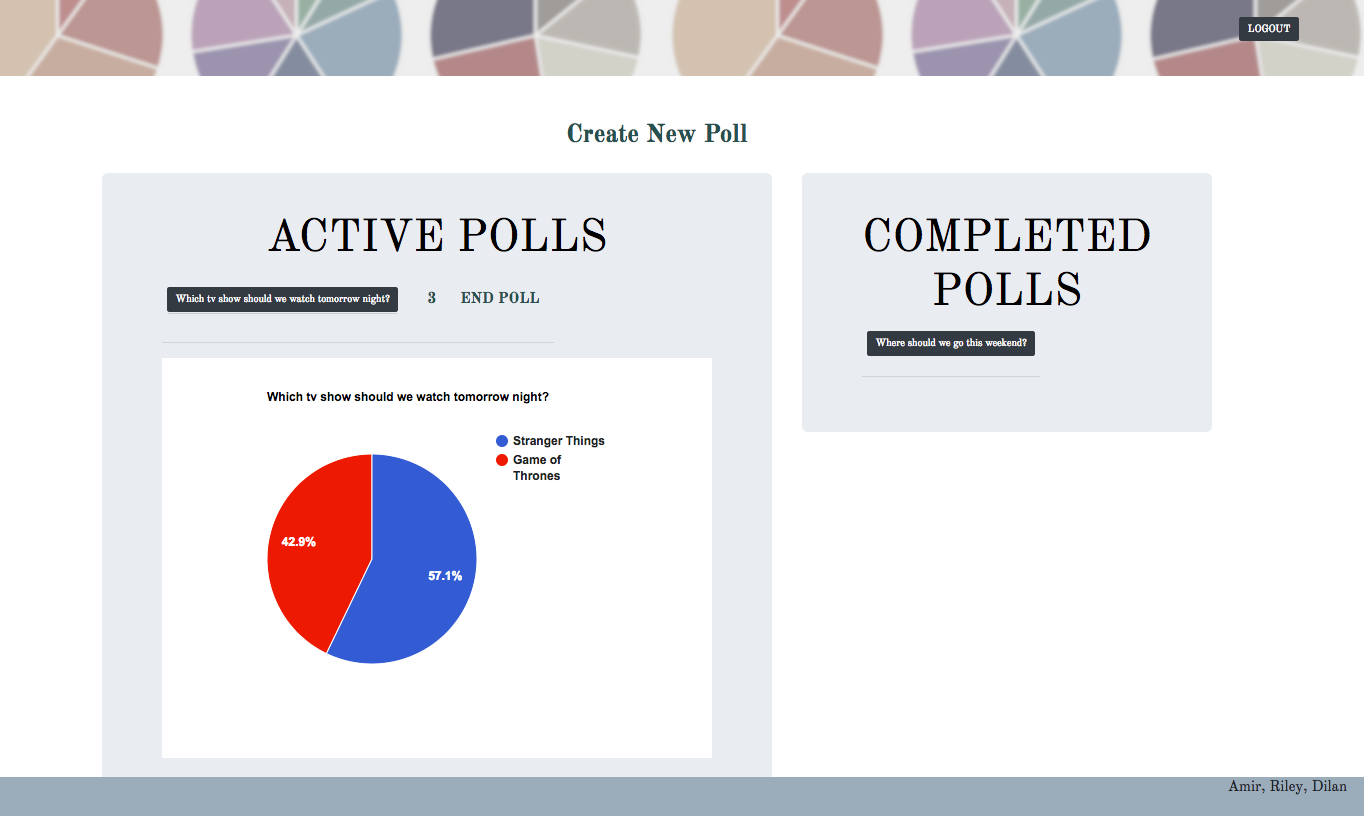 LOGOUT
Create New Poll
ACTIVE POLLS
Which tv show should we watch tomorrow night? 3 END POLL
Which tv show should we watch tomorrow night?
Stranger Things
Game of
Thrones
42.9%
57.1%
COMPLETED
POLLS
Where should we go this weekend?
Amir, Riley, Dilan